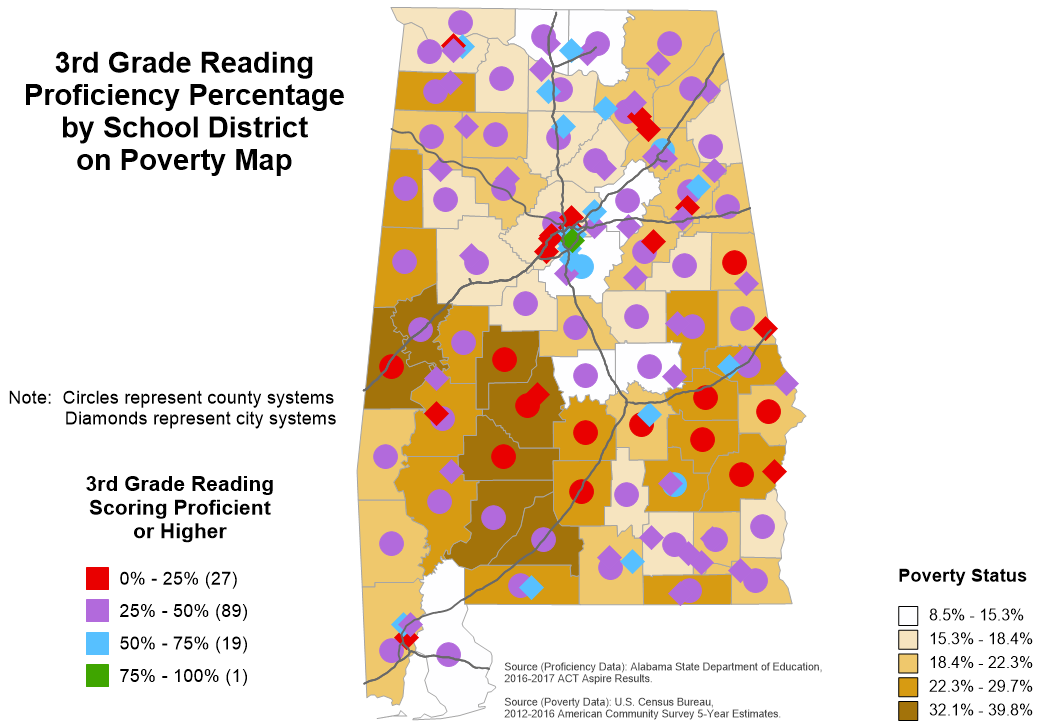 3rd Grade Reading
Proficiency Percentage
by School District
on Poverty Map
Note:  Circles represent county systems
Diamonds represent city systems
3rd Grade Reading
Scoring Proficient
or Higher
0% - 25% (27)
25% - 50% (89)
50% - 75% (19)
75% - 100% (1)
Poverty Status
8.5% - 15.3%
15.3% - 18.4%
18.4% - 22.3%
22.3% - 29.7%
32.1% - 39.8%
Source (Proficiency Data): Alabama State Department of Education,
2016-2017 ACT Aspire Results.
Source (Poverty Data): U.S. Census Bureau,
2012-2016 American Community Survey 5-Year Estimates.